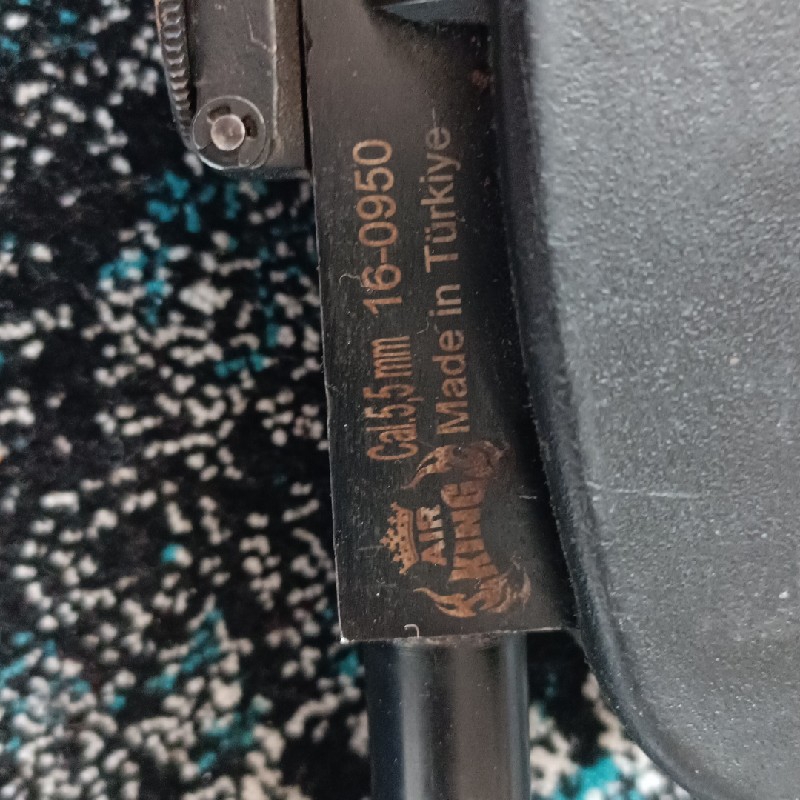 Cal.5,5 mm 16-0950
Made in Türkiye
AIR
KING